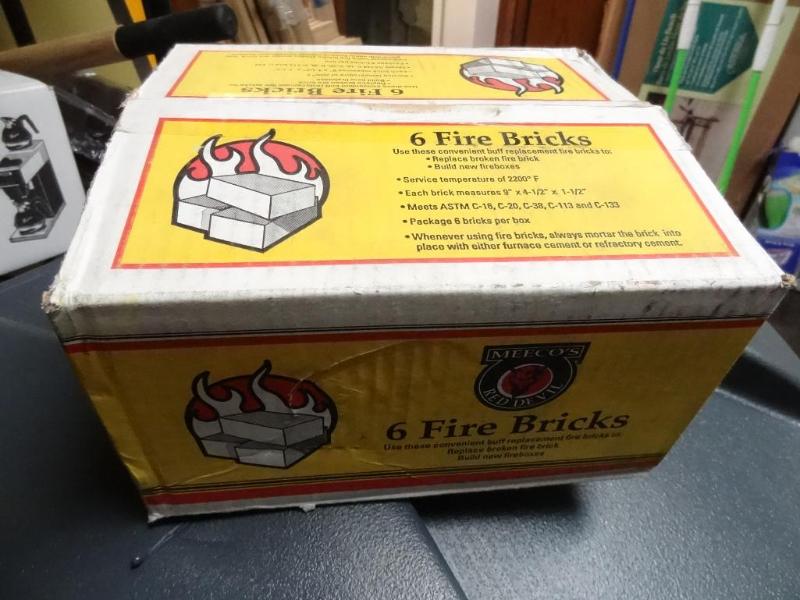 6 Fire Bricks
6 Fire Bricks
Use these convenient buff replacement fire bricks to:
• Replace broken fire brick
• Build new fireboxes
• Service temperature of 2200° F
• Each brick measures 9" x 4-1/2" x 1-1/2"
• Meets ASTM C-16, C-20, C-38, C-113 and C-133
• Package 6 bricks per box
• Whenever using fire bricks, always mortar the brick into
place with either furnace cement or refractory cement.
MEECO'S
RED DEVIL
6 Fire Bricks
Use these convenient buff replacement fire bricks to:
Replace broken fire brick
Build new fireboxes